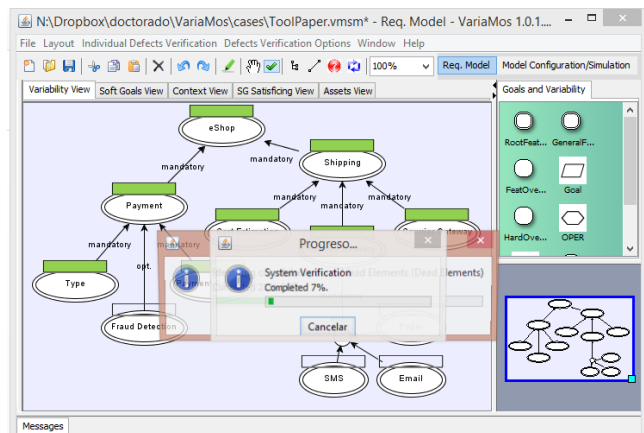 N:\Dropbox\doctorado\VariaMos\cases\ToolPaper.vmsm* - Req. Model - VariaMos 1.0.1....
File Layout Individual Defects Verification Defects Verification Options Window Help
100% Req. Model Model Configuration/Simulation
Variability View Soft Goals View Context View SG Satisficing View Assets View
Goals and Variability
eShop
RootFeat... GeneralF...
mandatory mandatory
Shipping
FeatOve... Goal
Payment
mandatory mandatory
mandatory
HardOve... OPER
mandatory mandatory
opt.
Progreso...
Type
System Verification
(Dead Elements)
Completed 7%.
Fraud Detection
Cancelar
SMS Email
Messages